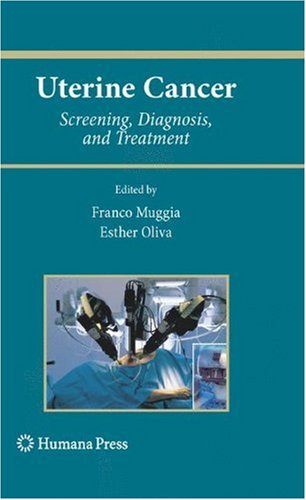 Uterine Cancer
Screening, Diagnosis,
and Treatment
Edited by
Franco Muggia
Esther Oliva
Humana Press